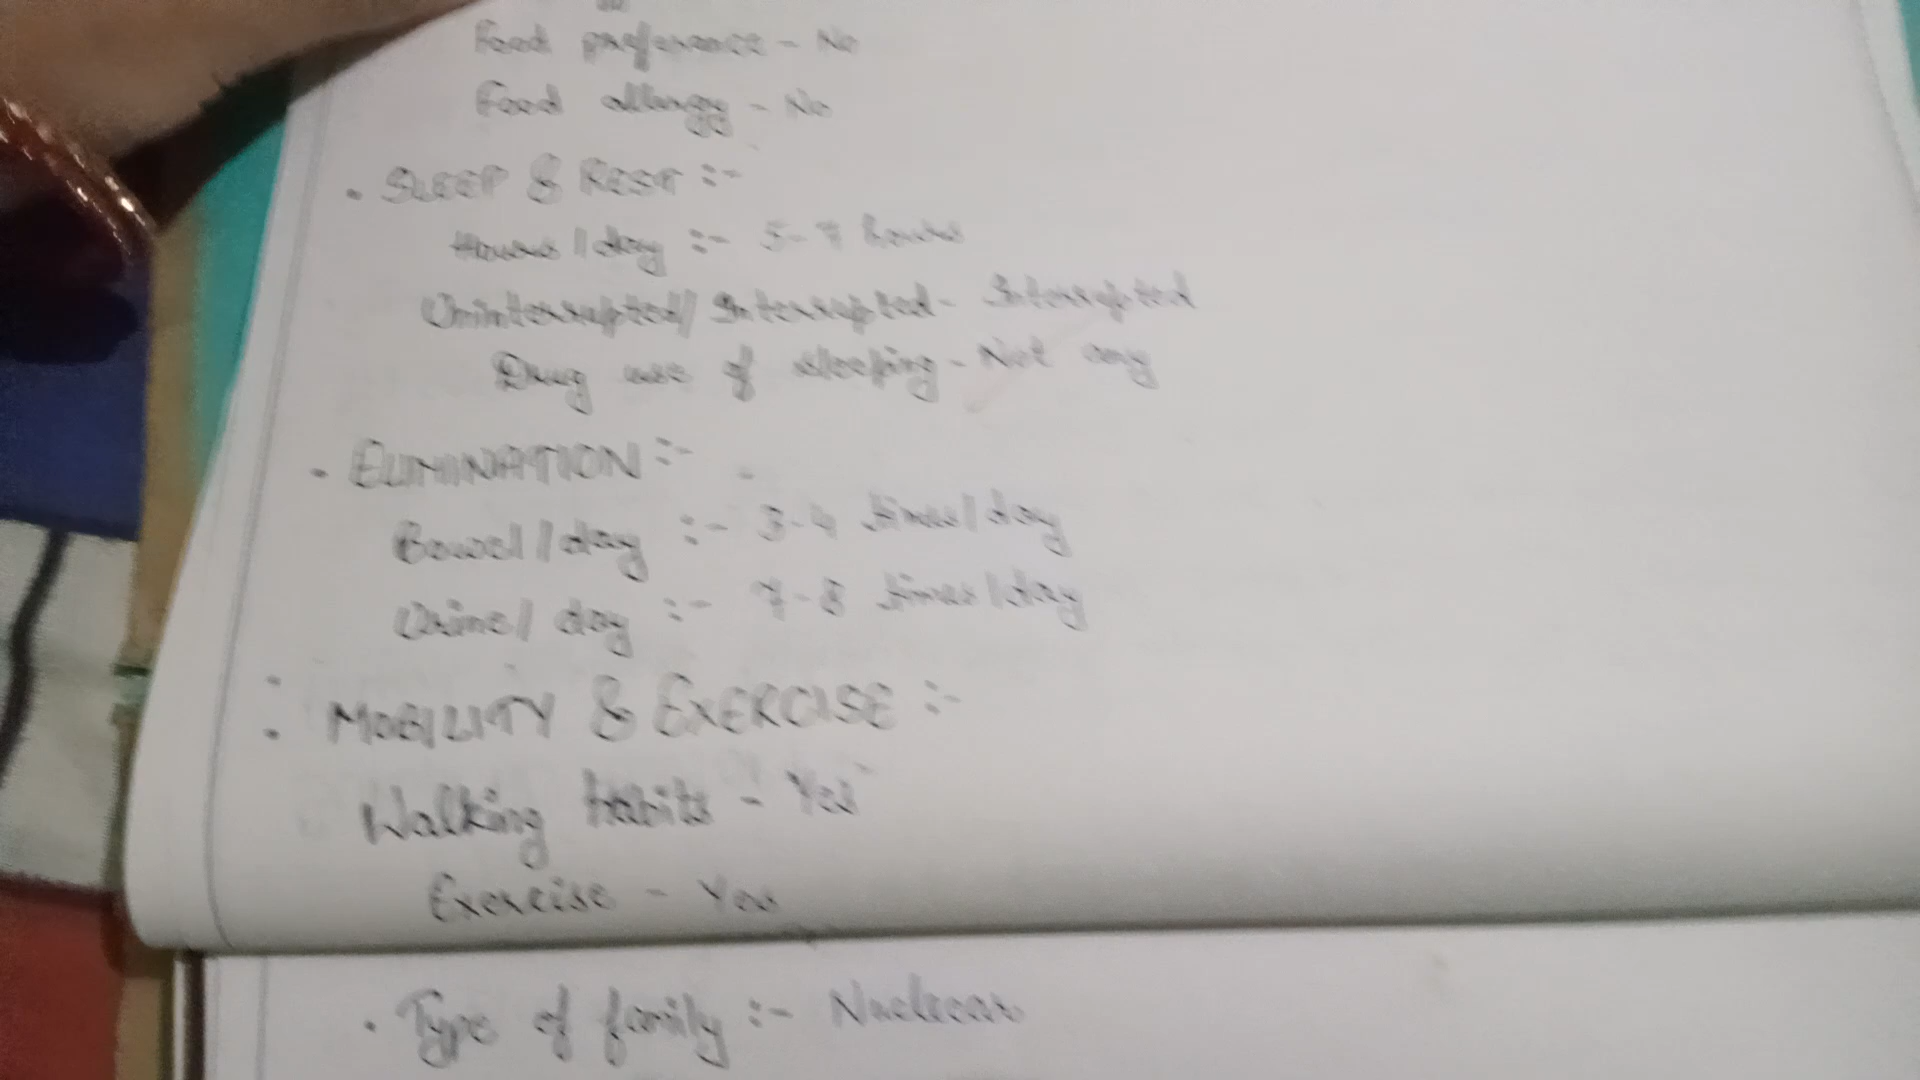 Food preference - No
Food allergy - No
• SLEEP & REST :-
Hours / day :- 5-7 hours
Uninterrupted/ Interrupted - Interrupted
Drug use of sleeping - Not any
• ELIMINATION :-
Bowel / day :- 3-4 times/day
Urine / day :- 7-8 times/day
: MOBILITY & EXERCISE :-
Walking habits - Yes
Exercise - Yes
• Type of family :- Nuclear